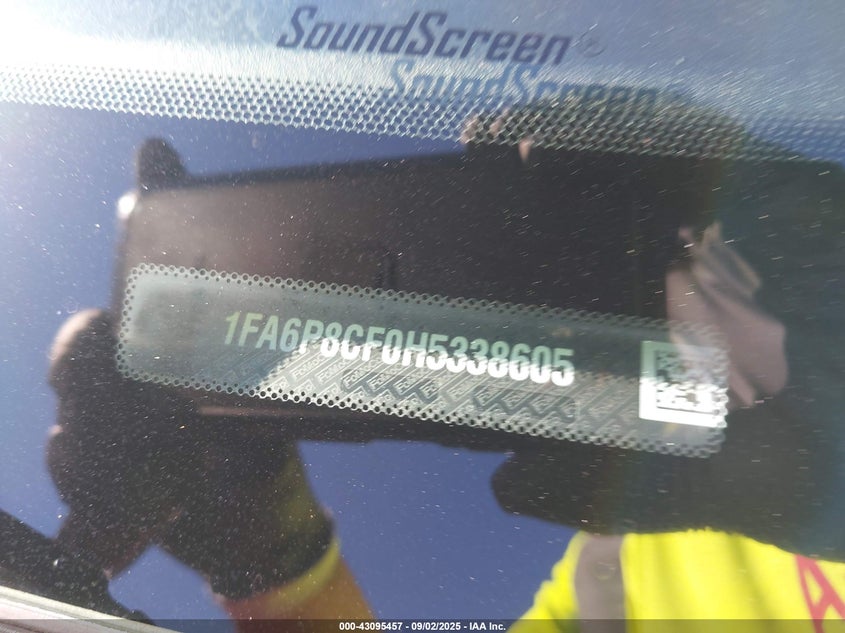 SoundScreen®
SoundScreen
1FA6P8CF0H5338605
000-43095457 - 09/02/2025 - IAA Inc.